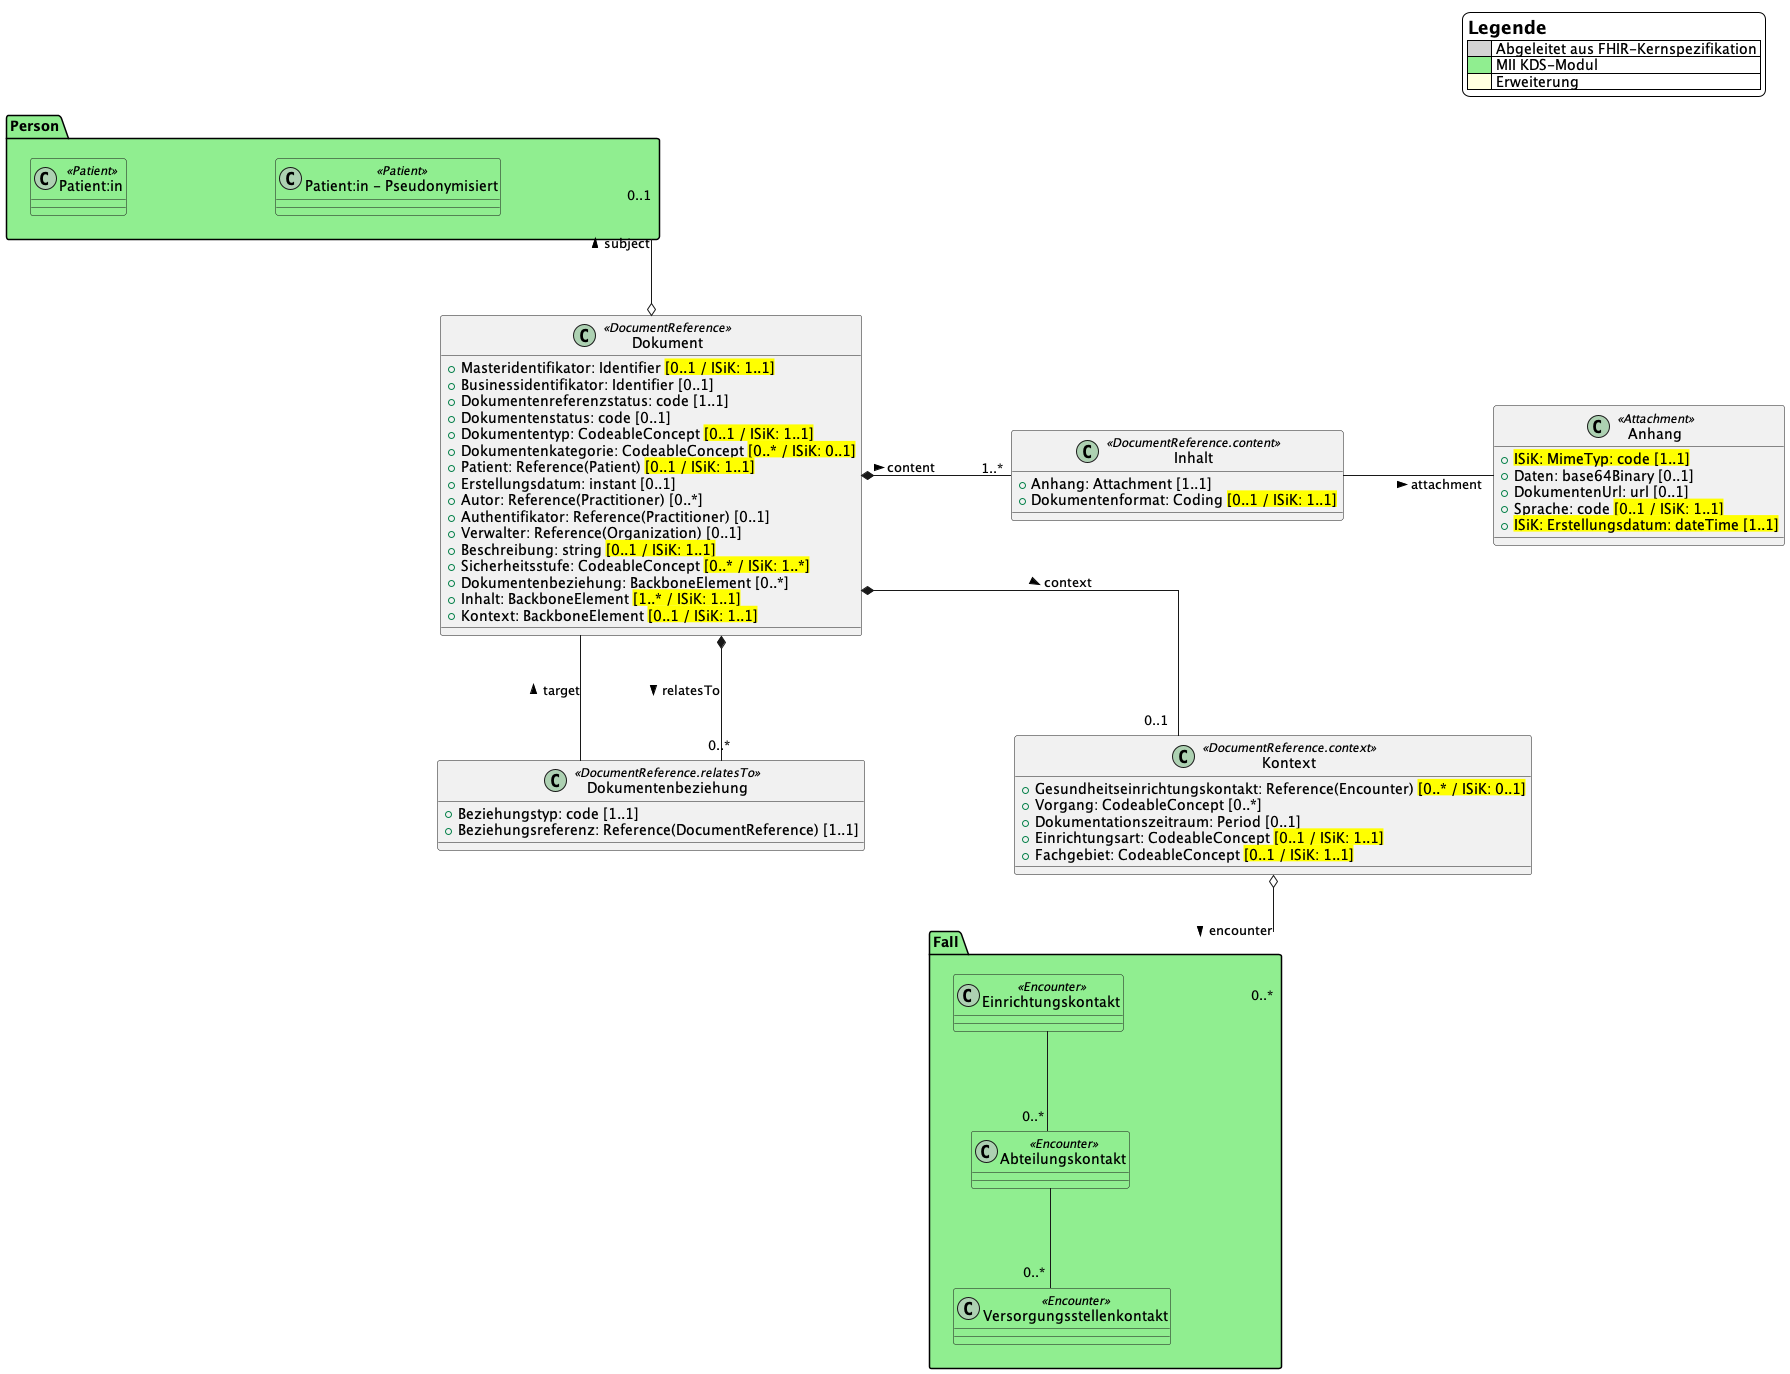 Legende
Abgeleitet aus FHIR-Kernspezifikation
MII KDS-Modul
Erweiterung
Person
C «Patient»
Patient:in
C «Patient»
Patient:in - Pseudonymisiert
0..1
subject
C «DocumentReference»
Dokument
Masteridentifikator: Identifier [0..1 / ISiK: 1..1]
Businessidentifikator: Identifier [0..1]
Dokumentenreferenzstatus: code [1..1]
Dokumentenstatus: code [0..1]
Dokumententyp: CodeableConcept [0..1 / ISiK: 1..1]
Dokumentenkategorie: CodeableConcept [0..* / ISiK: 0..1]
Patient: Reference(Patient) [0..1 / ISiK: 1..1]
Erstellungsdatum: instant [0..1]
Autor: Reference(Practitioner) [0..*]
Authentifikator: Reference(Practitioner) [0..1]
Verwalter: Reference(Organization) [0..1]
Beschreibung: string [0..1 / ISiK: 1..1]
Sicherheitsstufe: CodeableConcept [0..* / ISiK: 1..*]
Dokumentenbeziehung: BackboneElement [0..*]
Inhalt: BackboneElement [1..* / ISiK: 1..1]
Kontext: BackboneElement [0..1 / ISiK: 1..1]
content
1..*
C «DocumentReference.content»
Inhalt
Anhang: Attachment [1..1]
Dokumentenformat: Coding [0..1 / ISiK: 1..1]
attachment
C «Attachment»
Anhang
ISiK: MimeTyp: code [1..1]
Daten: base64Binary [0..1]
DokumentenUrl: url [0..1]
Sprache: code [0..1 / ISiK: 1..1]
ISiK: Erstellungsdatum: dateTime [1..1]
context
0..1
target
relatesTo
0..*
C «DocumentReference.relatesTo»
Dokumentenbeziehung
Beziehungstyp: code [1..1]
Beziehungsreferenz: Reference(DocumentReference) [1..1]
C «DocumentReference.context»
Kontext
Gesundheitseinrichtungskontakt: Reference(Encounter) [0..* / ISiK: 0..1]
Vorgang: CodeableConcept [0..*]
Dokumentationszeitraum: Period [0..1]
Einrichtungsart: CodeableConcept [0..1 / ISiK: 1..1]
Fachgebiet: CodeableConcept [0..1 / ISiK: 1..1]
encounter
Fall
0..*
C «Encounter»
Einrichtungskontakt
0..*
C «Encounter»
Abteilungskontakt
0..*
C «Encounter»
Versorgungsstellenkontakt